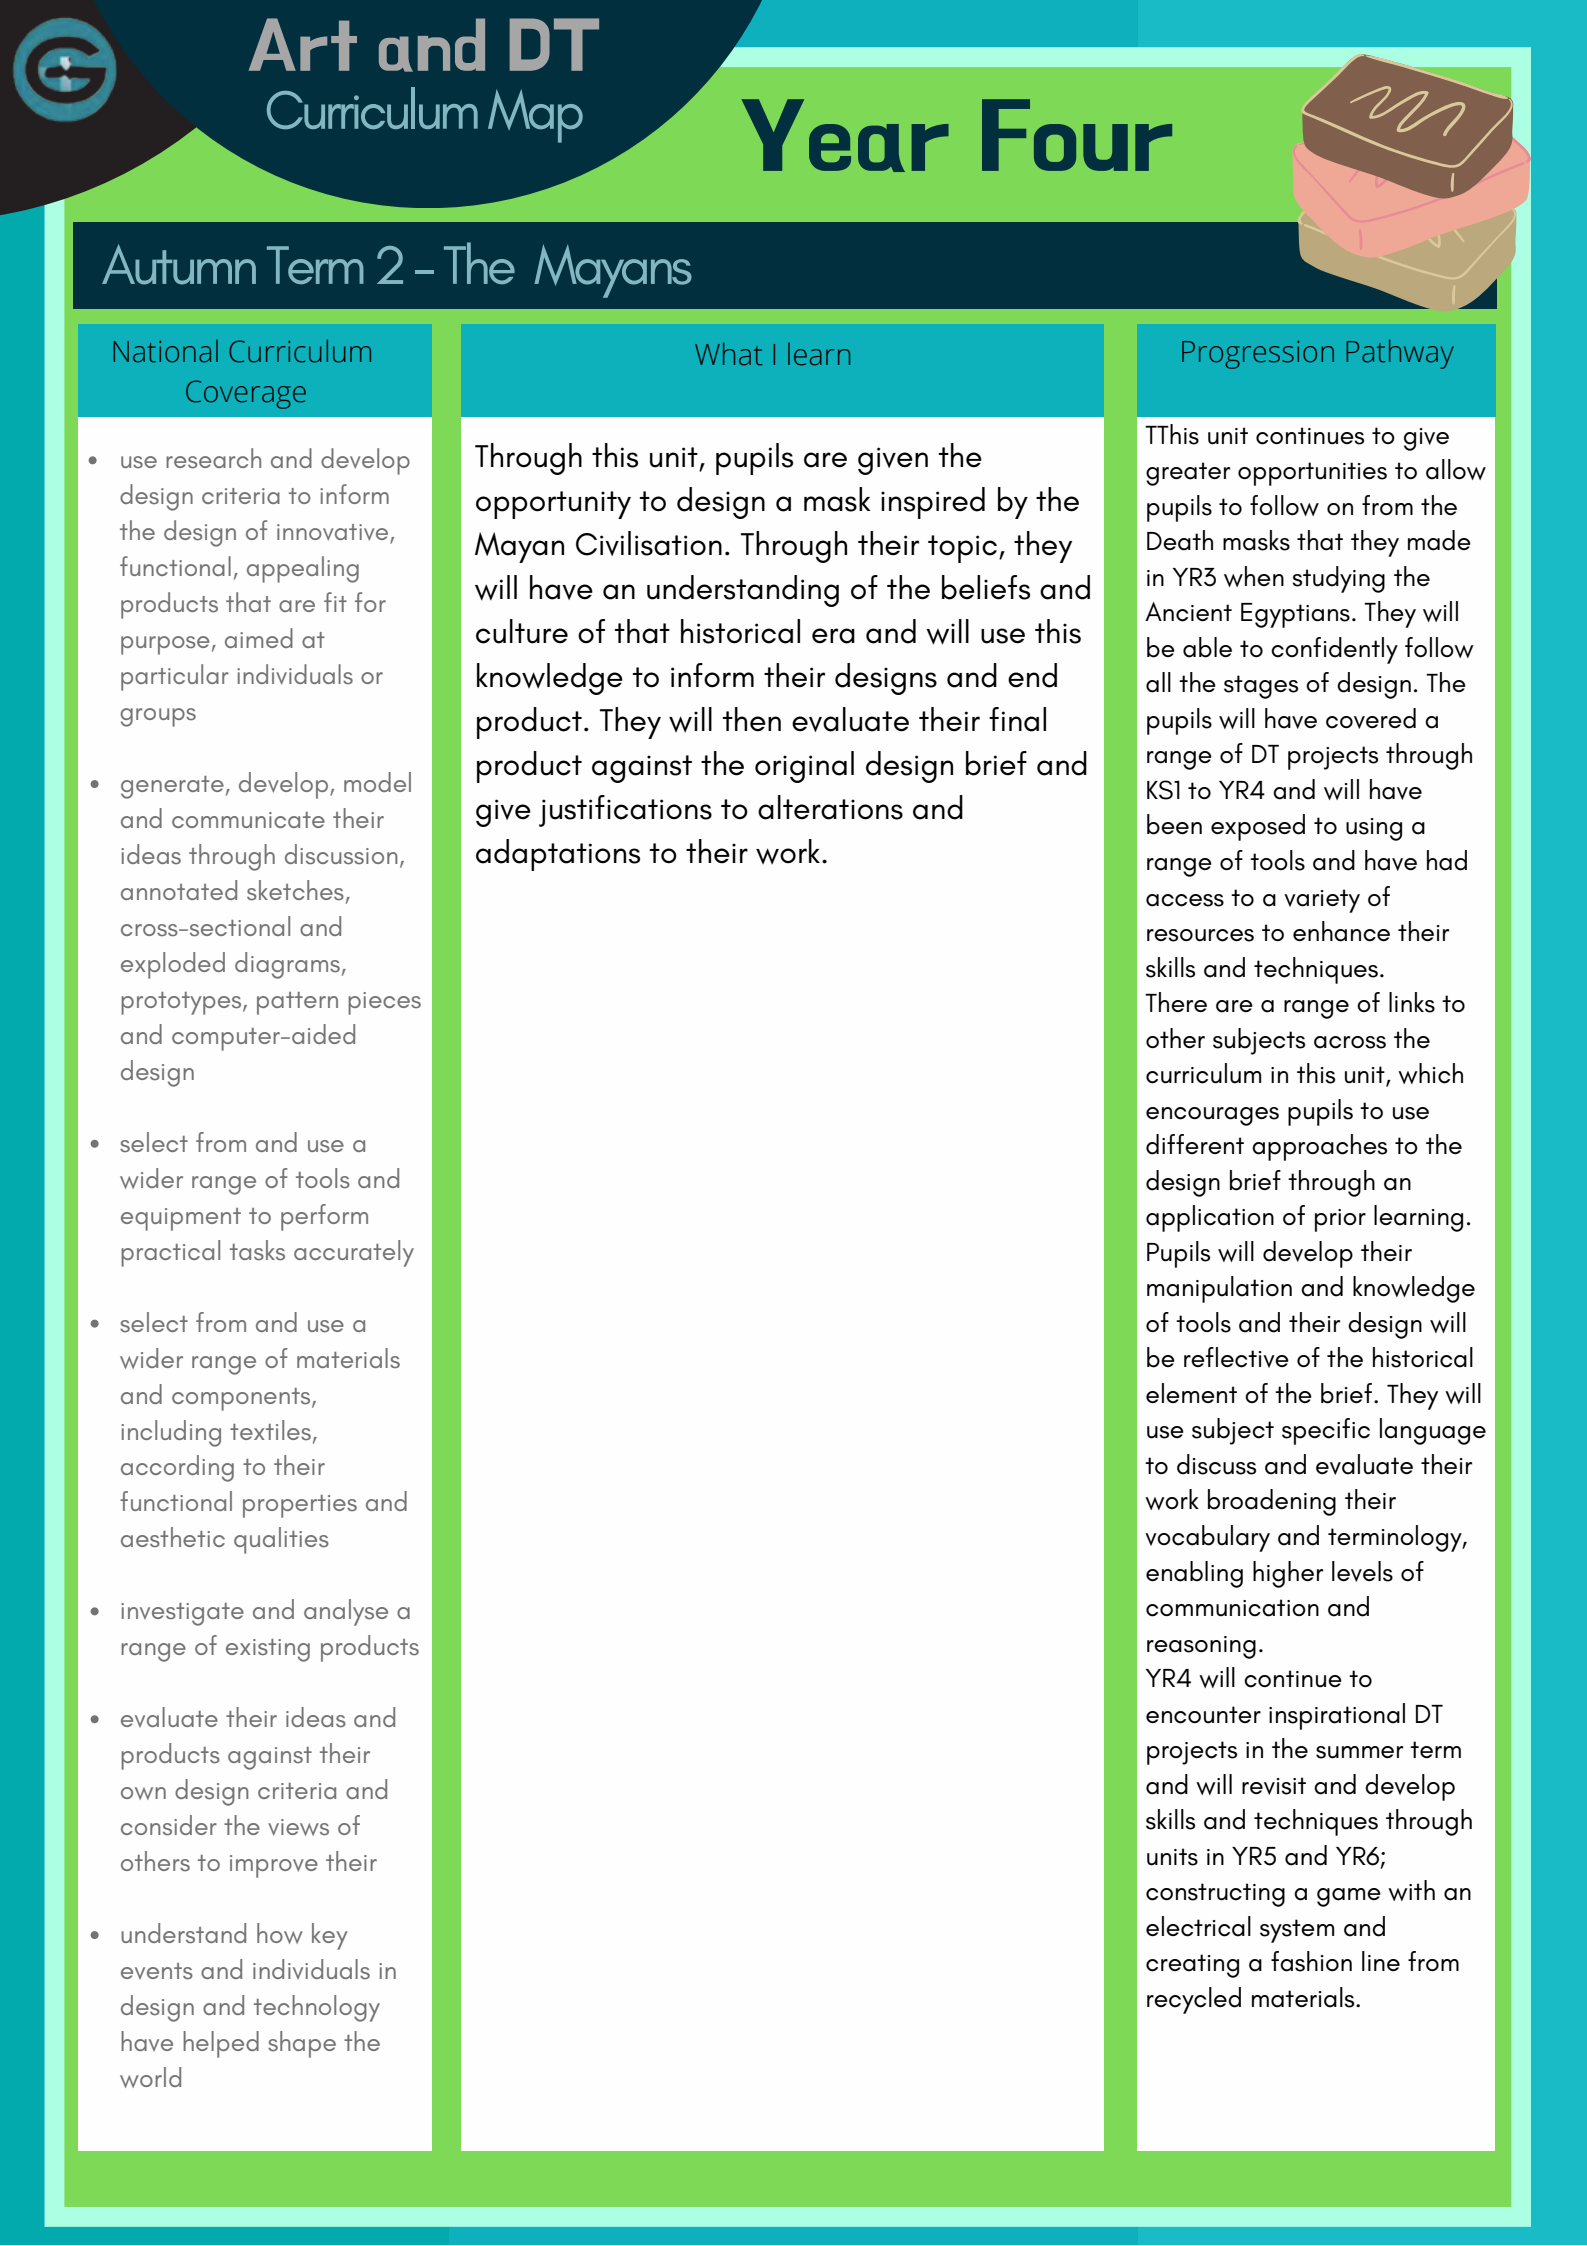 Art and DT
Curriculum Map
Year Four
Autumn Term 2 - The Mayans
National Curriculum
Coverage
• use research and develop
design criteria to inform
the design of innovative,
functional, appealing
products that are fit for
purpose, aimed at
particular individuals or
groups
• generate, develop, model
and communicate their
ideas through discussion,
annotated sketches,
cross-sectional and
exploded diagrams,
prototypes, pattern pieces
and computer-aided
design
• select from and use a
wider range of tools and
equipment to perform
practical tasks accurately
• select from and use a
wider range of materials
and components,
including textiles,
according to their
functional properties and
aesthetic qualities
• investigate and analyse a
range of existing products
• evaluate their ideas and
products against their
own design criteria and
consider the views of
others to improve their
• understand how key
events and individuals in
design and technology
have helped shape the
world
What I learn
Through this unit, pupils are given the
opportunity to design a mask inspired by the
Mayan Civilisation. Through their topic, they
will have an understanding of the beliefs and
culture of that historical era and will use this
knowledge to inform their designs and end
product. They will then evaluate their final
product against the original design brief and
give justifications to alterations and
adaptations to their work.
Progression Pathway
TThis unit continues to give
greater opportunities to allow
pupils to follow on from the
Death masks that they made
in YR3 when studying the
Ancient Egyptians. They will
be able to confidently follow
all the stages of design. The
pupils will have covered a
range of DT projects through
KS1 to YR4 and will have
been exposed to using a
range of tools and have had
access to a variety of
resources to enhance their
skills and techniques.
There are a range of links to
other subjects across the
curriculum in this unit, which
encourages pupils to use
different approaches to the
design brief through an
application of prior learning.
Pupils will develop their
manipulation and knowledge
of tools and their design will
be reflective of the historical
element of the brief. They will
use subject specific language
to discuss and evaluate their
work broadening their
vocabulary and terminology,
enabling higher levels of
communication and
reasoning.
YR4 will continue to
encounter inspirational DT
projects in the summer term
and will revisit and develop
skills and techniques through
units in YR5 and YR6;
constructing a game with an
electrical system and
creating a fashion line from
recycled materials.